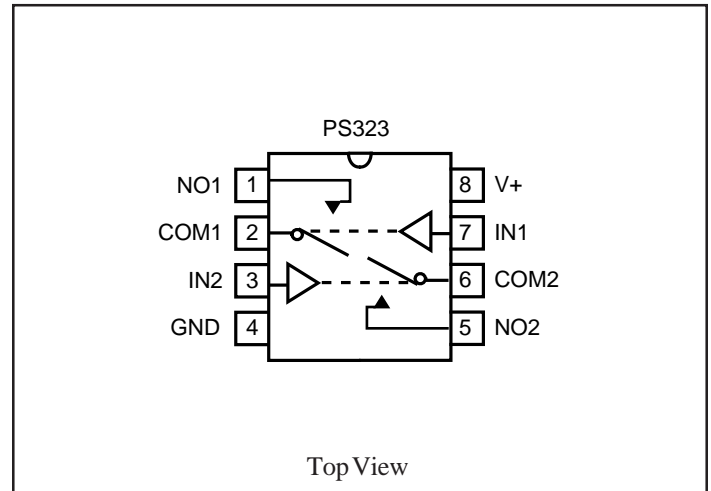 PS323
NO1 1 8 V+
COM1 2 7 IN1
IN2 3 6 COM2
GND 4 5 NO2
Top View